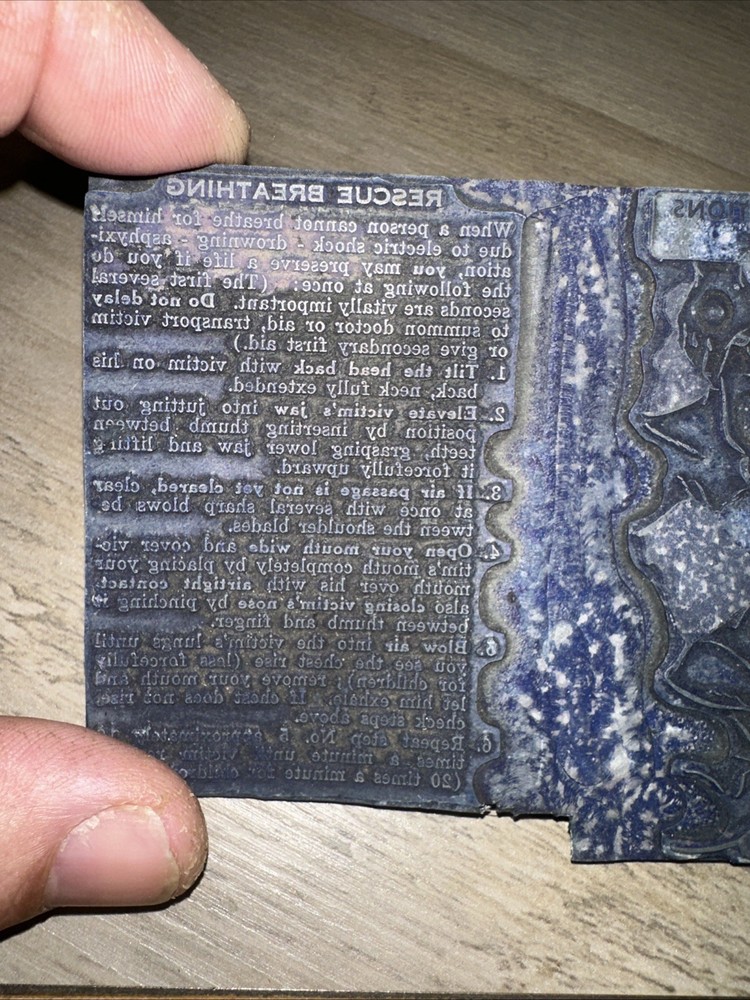 RESCUE BREATHING
When a person cannot breathe for himself
due to electric shock - drowning - asphyxi-
ation, you may preserve a life if you do
the following at once: (The first several
seconds are vitally important. Do not delay
to summon doctor or aid, transport victim
or give secondary first aid.)
1. Tilt the head back with victim on his
back, neck fully extended.
2. Elevate victim's jaw into jutting out
position by inserting thumb between
teeth, grasping lower jaw and lifting
it forcefully upward.
3. If air passage is not yet cleared, clear
at once with several sharp blows be-
tween the shoulder blades.
4. Open your mouth wide and cover vic-
tim's mouth completely by placing your
mouth over his with airtight contact,
also closing victim's nose by pinching it
between thumb and finger.
Blow air into the victim's lungs until
you see the chest rise (less forcefully
for children); remove your mouth and
let him exhale. If chest does not rise,
check steps above.
6. Repeat step No. 5 approximately
times a minute until victim
(20 times a minute for
IONS